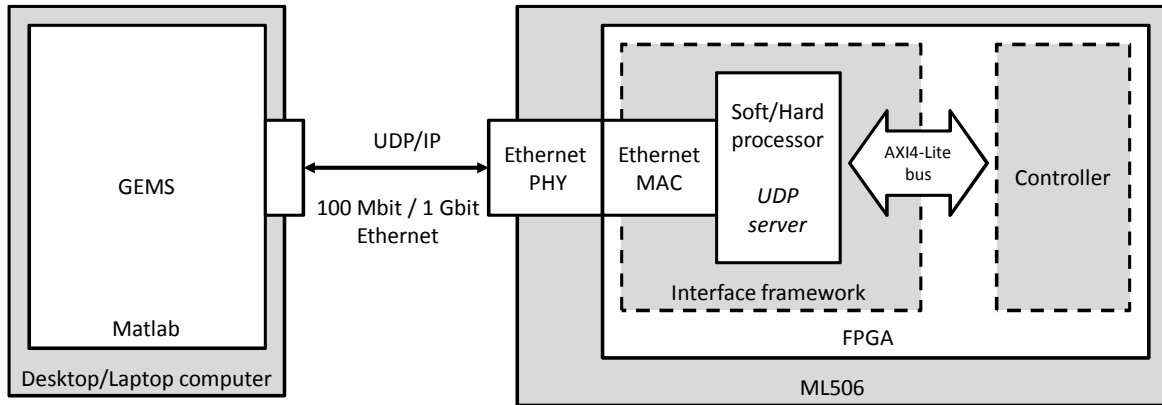 GEMS
Matlab
Desktop/Laptop computer
UDP/IP
100 Mbit / 1 Gbit
Ethernet
Ethernet
PHY
Ethernet
MAC
Soft/Hard
processor
UDP
server
Interface framework
AXI4-Lite
bus
Controller
FPGA
ML506